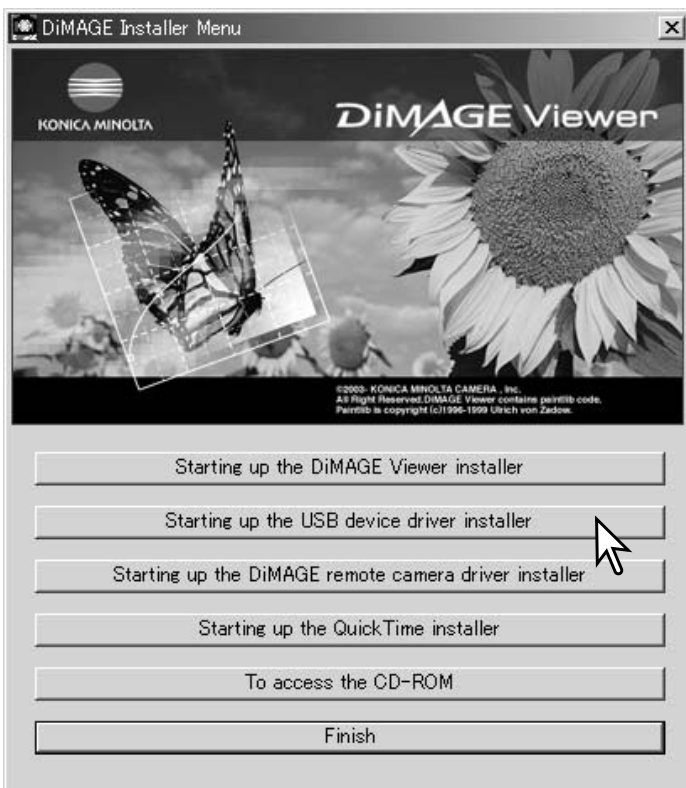 DiMAGE Installer Menu
KONICA MINOLTA
DiMAGE Viewer
©2003- KONICA MINOLTA CAMERA , Inc.
All Right Reserved.DiMAGE Viewer contains paintlib code.
Paintlib is copyright (c)1996-1999 Ulrich von Zadow.
Starting up the DiMAGE Viewer installer
Starting up the USB device driver installer
Starting up the DiMAGE remote camera driver installer
Starting up the QuickTime installer
To access the CD-ROM
Finish